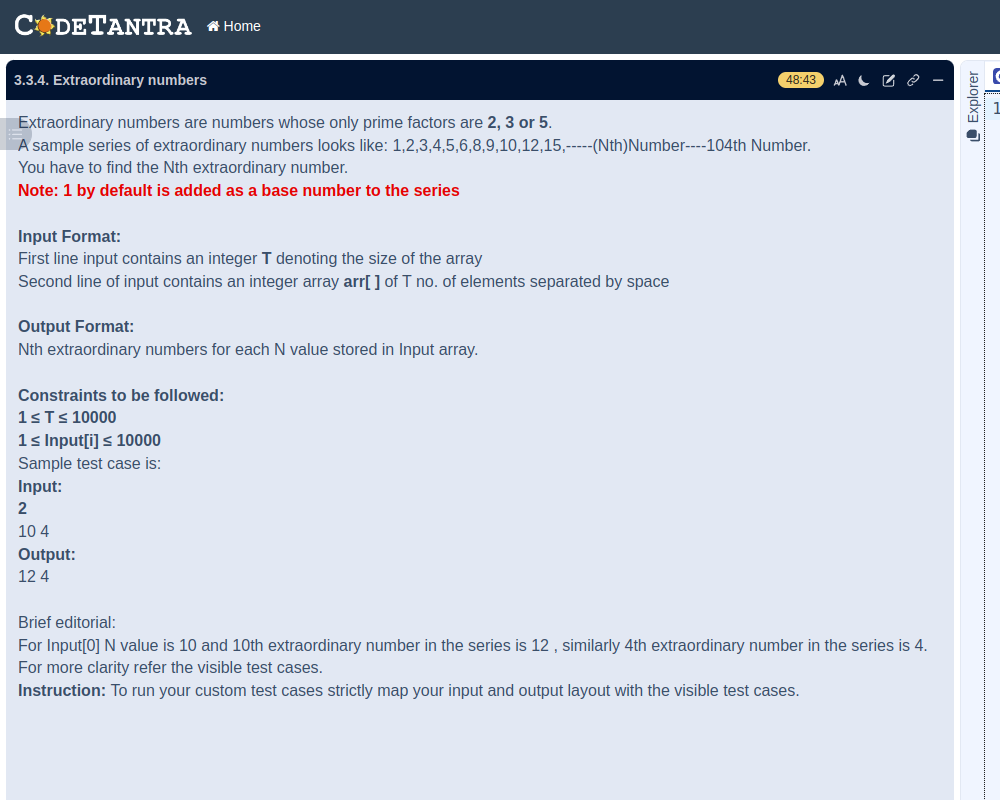 CODETANTRA
Home
3.3.4. Extraordinary numbers
48:43
AA
Explorer
1
Extraordinary numbers are numbers whose only prime factors are 2, 3 or 5.
A sample series of extraordinary numbers looks like: 1,2,3,4,5,6,8,9,10,12,15,-----(Nth)Number----104th Number.
You have to find the Nth extraordinary number.
Note: 1 by default is added as a base number to the series
Input Format:
First line input contains an integer T denoting the size of the array
Second line of input contains an integer array arr[ ] of T no. of elements separated by space
Output Format:
Nth extraordinary numbers for each N value stored in Input array.
Constraints to be followed:
1 ≤ T ≤ 10000
1 ≤ Input[i] ≤ 10000
Sample test case is:
Input:
2
10 4
Output:
12 4
Brief editorial:
For Input[0] N value is 10 and 10th extraordinary number in the series is 12 , similarly 4th extraordinary number in the series is 4.
For more clarity refer the visible test cases.
Instruction: To run your custom test cases strictly map your input and output layout with the visible test cases.